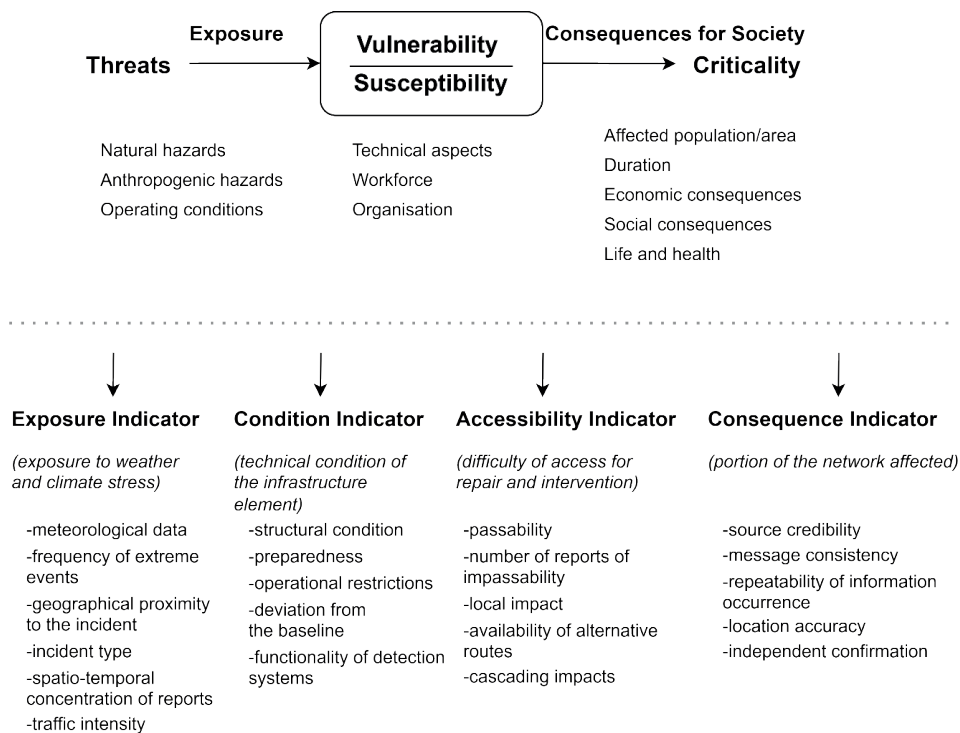 Exposure
Consequences for Society
Threats
Vulnerability
Susceptibility
Criticality
Natural hazards
Anthropogenic hazards
Operating conditions
Technical aspects
Workforce
Organisation
Affected population/area
Duration
Economic consequences
Social consequences
Life and health
Exposure Indicator
(exposure to weather
and climate stress)
-meteorological data
-frequency of extreme
events
-geographical proximity
to the incident
-incident type
-spatio-temporal
concentration of reports
-traffic intensity
Condition Indicator
(technical condition of
the infrastructure
element)
-structural condition
-preparedness
-operational restrictions
-deviation from
the baseline
-functionality of detection
systems
Accessibility Indicator
(difficulty of access for
repair and intervention)
-passability
-number of reports of
impassability
-local impact
-availability of alternative
routes
-cascading impacts
Consequence Indicator
(portion of the network affected)
-source credibility
-message consistency
-repeatability of information
occurrence
-location accuracy
-independent confirmation